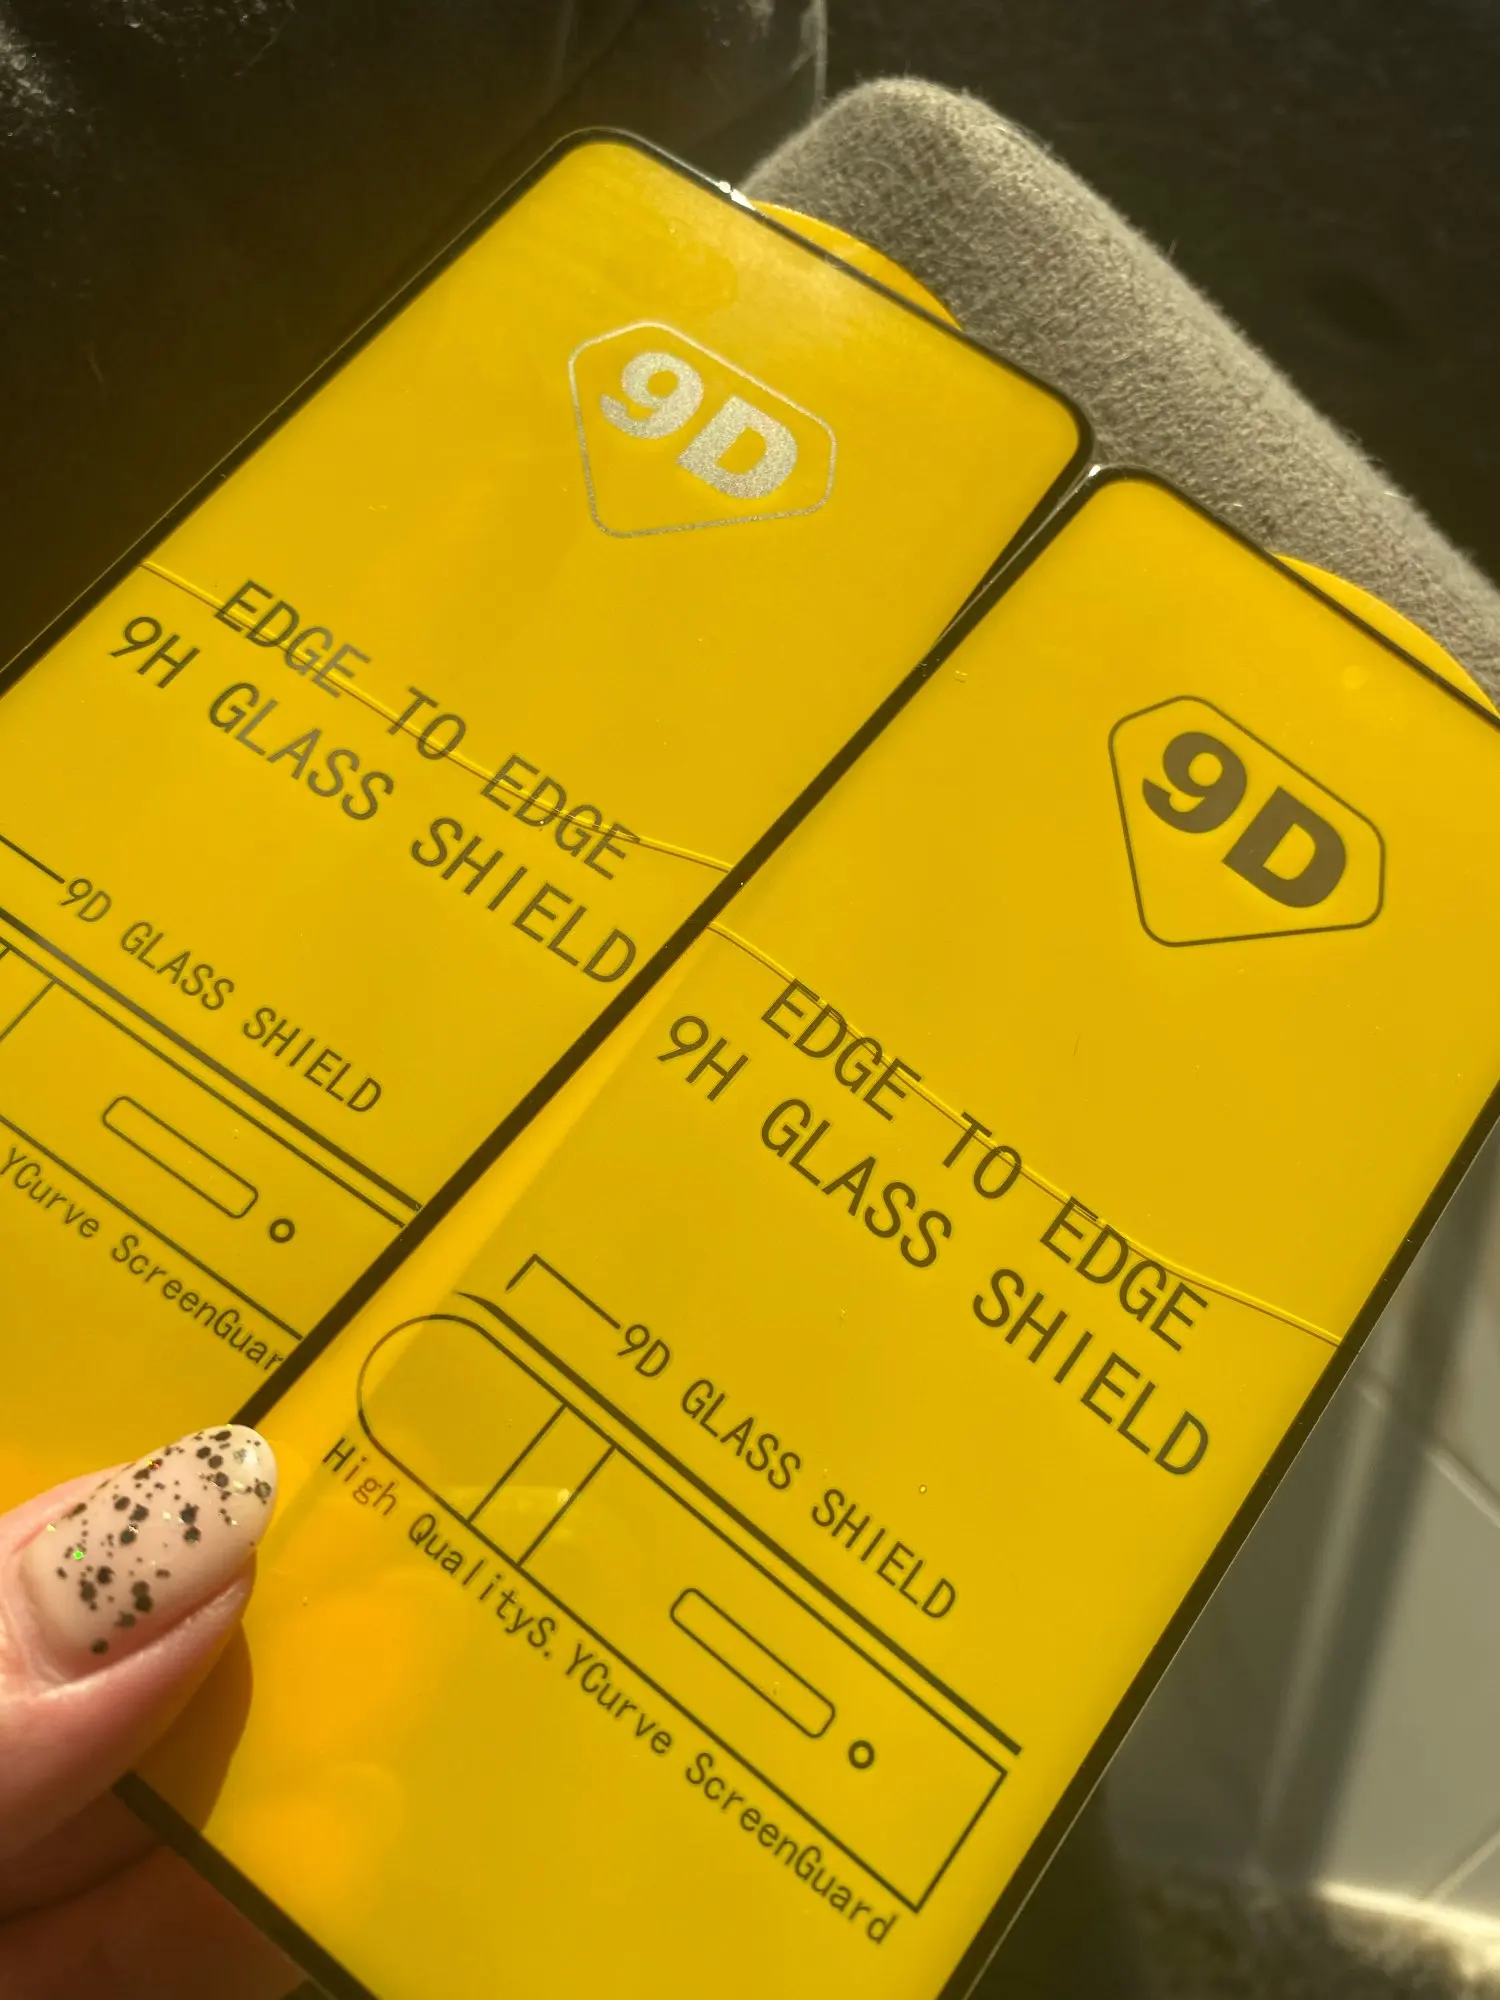 9D
EDGE TO EDGE
9H GLASS SHIELD
9D GLASS SHIELD
YCurve ScreenGuar
9D
EDGE TO EDGE
9H GLASS SHIELD
9D GLASS SHIELD
High QualityS. YCurve ScreenGuard